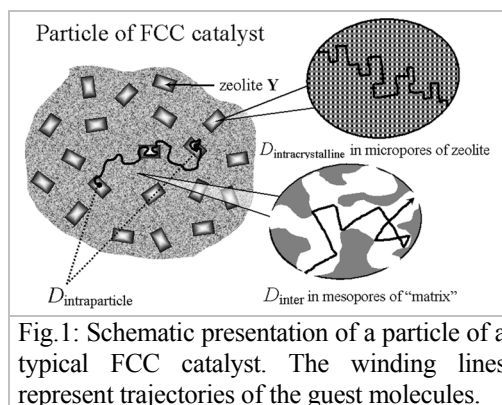 Particle of FCC catalyst
zeolite Y
Dintracrystalline in micropores of zeolite
Dintraparticle
Dinter in mesopores of “matrix”
Fig.1: Schematic presentation of a particle of a
typical FCC catalyst. The winding lines
represent trajectories of the guest molecules.